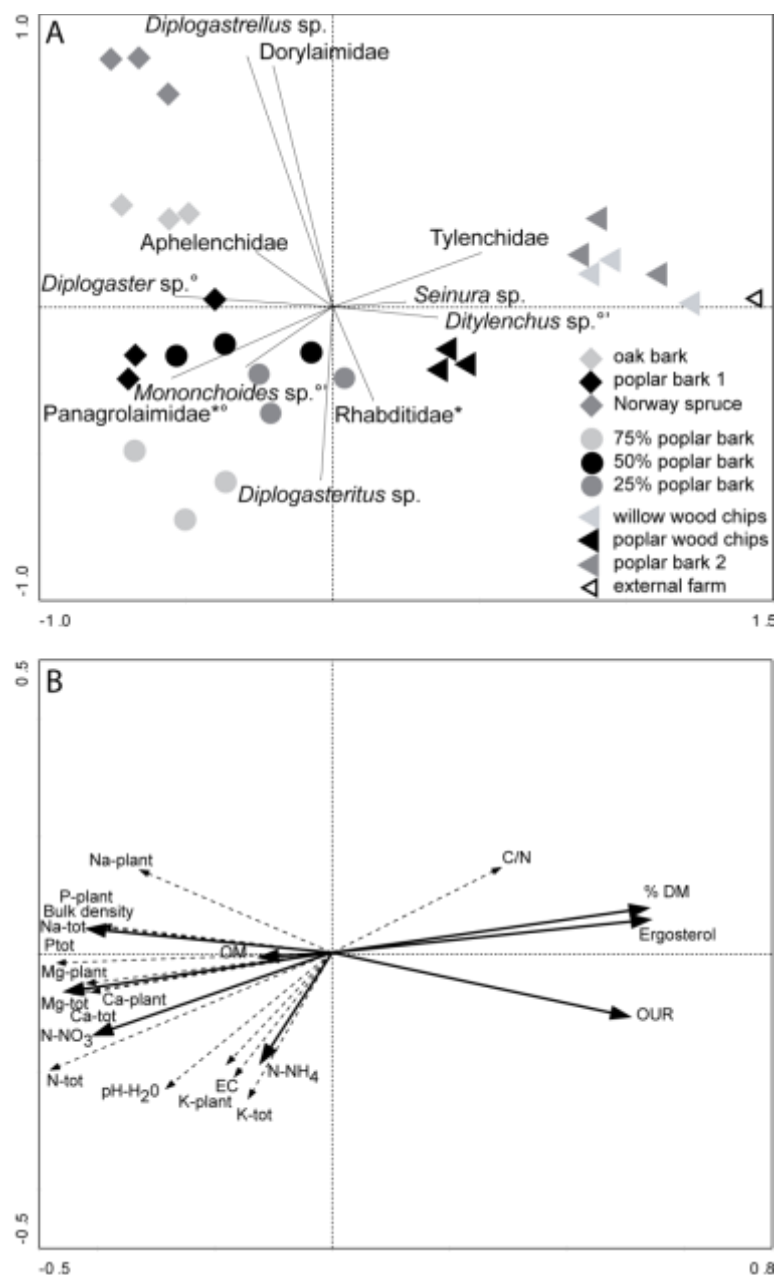 A
1.0
Diplogastrellus sp.
Dorylaimidae
Aphelenchidae
Tylenchidae
Diplogaster sp.°
Seinura sp.
Ditylenchus sp.°'
Mononchoides sp.°'
Panagrolaimidae*°
Rhabditidae*
Diplogasteritus sp.
oak bark
poplar bark 1
Norway spruce
75% poplar bark
50% poplar bark
25% poplar bark
willow wood chips
poplar wood chips
poplar bark 2
external farm
-1.0
-1.0
1.5
B
0.5
Na-plant
C/N
P-plant
Bulk density
% DM
Na-tot
Ergosterol
Ptot
OM
Mg-plant
Mg-tot
Ca-plant
Ca-tot
OUR
N-NO3
N-tot
pH-H20
EC
N-NH4
K-plant
K-tot
-0.5
-0.5
0.8